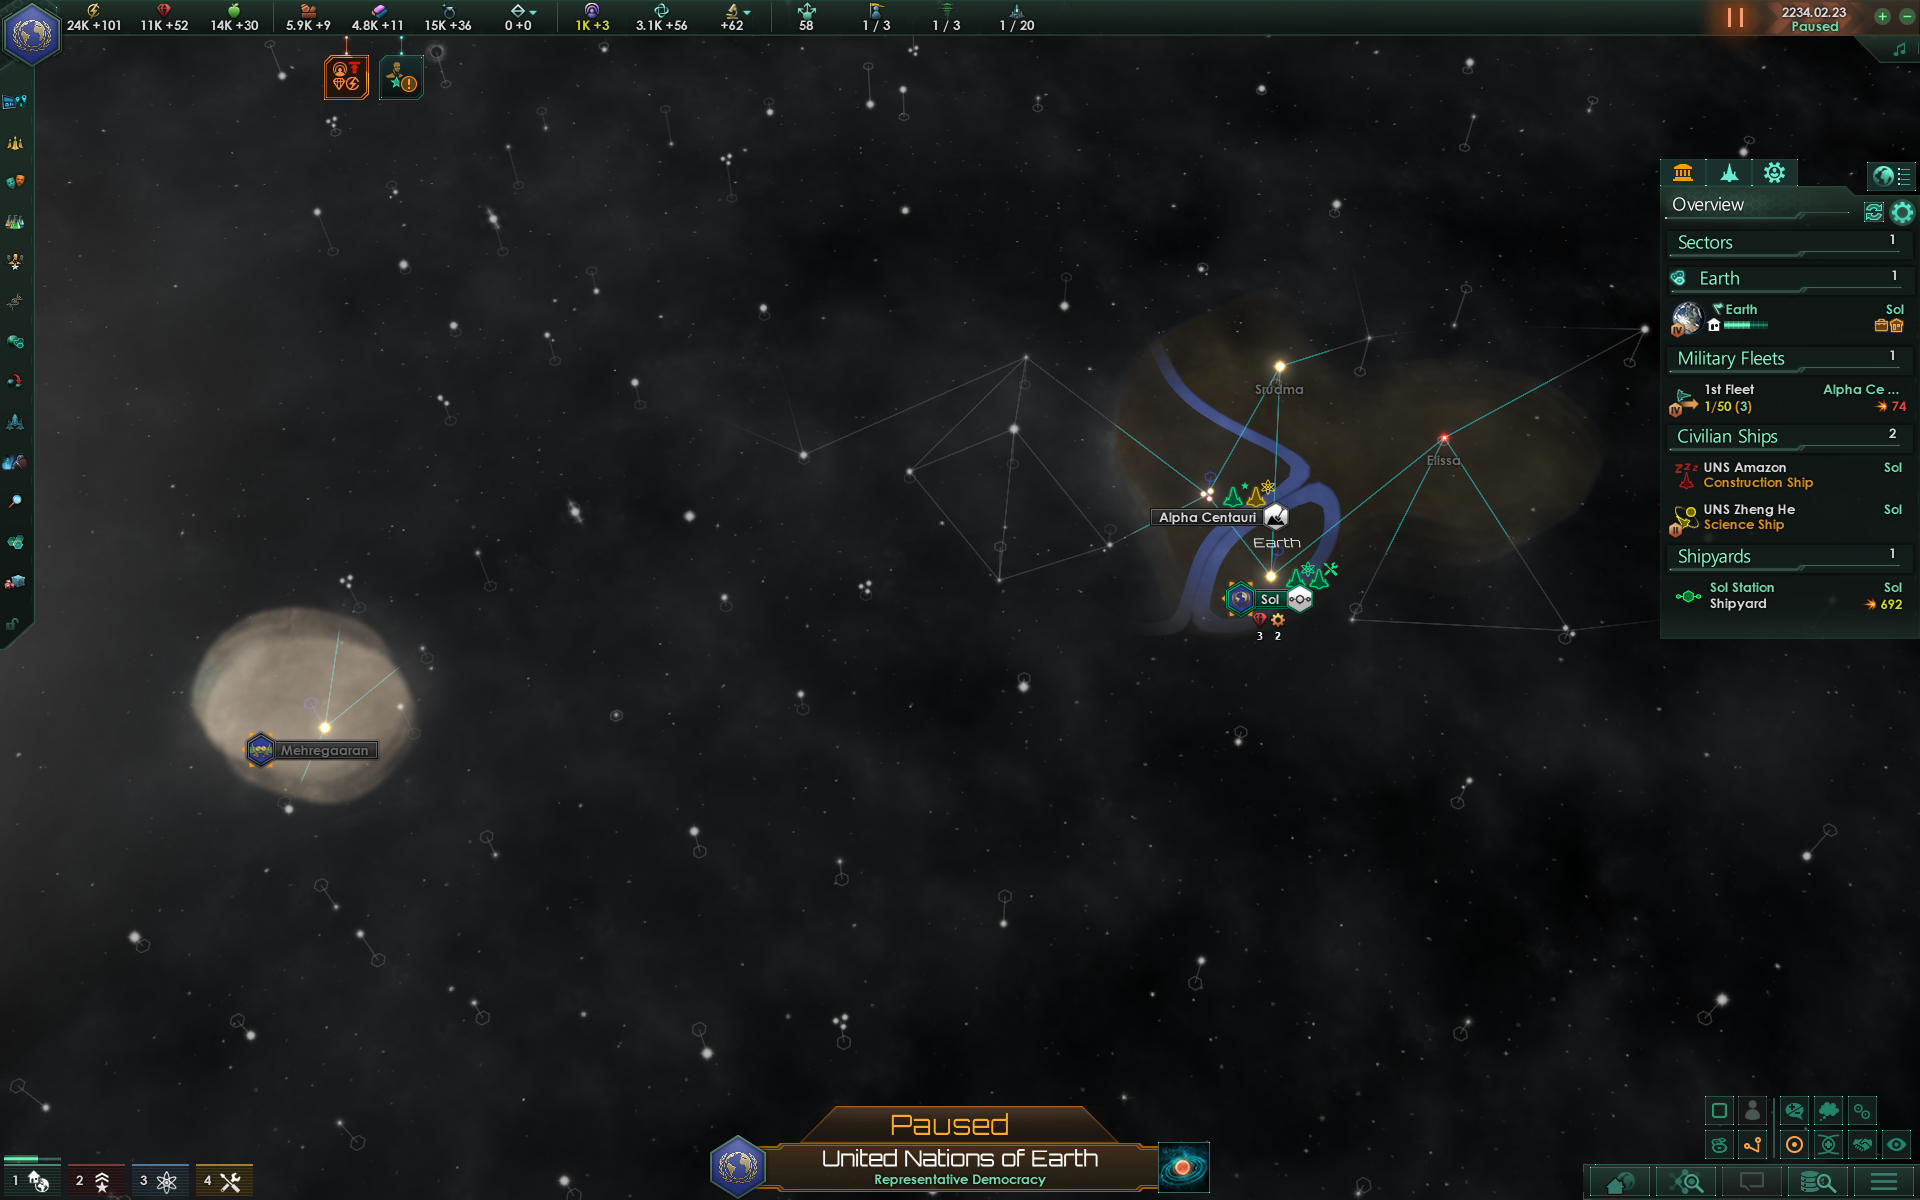 24K +101 11K +52 14K +30 5.9K +9 4.8K +11 15K +36 0 +0 1K +3 3.1K +56 +62 58 1 / 3 1 / 3 1 / 20
2234.02.23
Paused
Overview
Sectors 1
Earth 1
Earth Sol
IV
Military Fleets 1
1st Fleet Alpha Ce ...
IV 1/50 (3) 74
Civilian Ships 2
UNS Amazon Sol
Construction Ship
UNS Zheng He Sol
II Science Ship
Shipyards 1
Sol Station Sol
Shipyard 692
Srudma
Elissa
Alpha Centauri
Earth
Sol
3 2
Mehregaaran
Paused
United Nations of Earth
Representative Democracy
1 2 3 4